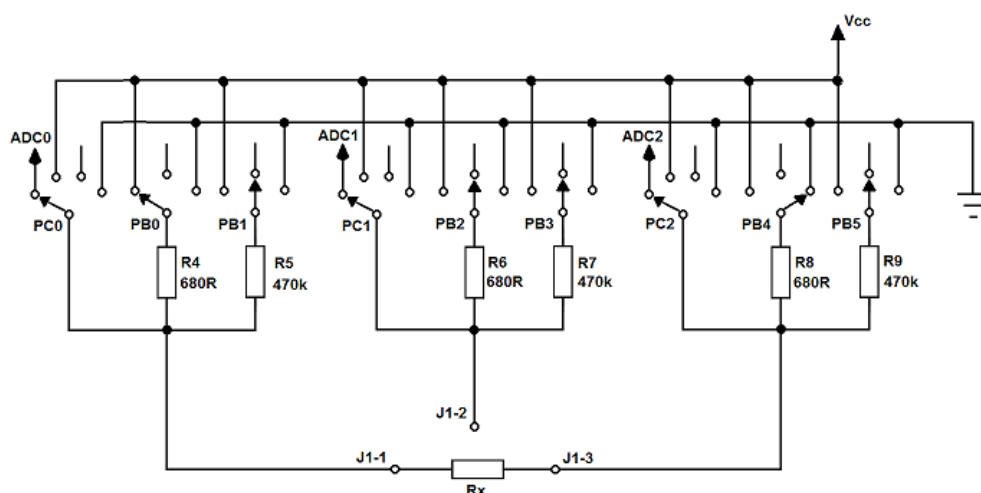 Vcc
ADC0
ADC1
ADC2
PC0
PB0
PB1
PC1
PB2
PB3
PC2
PB4
PB5
R4
680R
R5
470k
R6
680R
R7
470k
R8
680R
R9
470k
J1-2
J1-1
J1-3
Rx